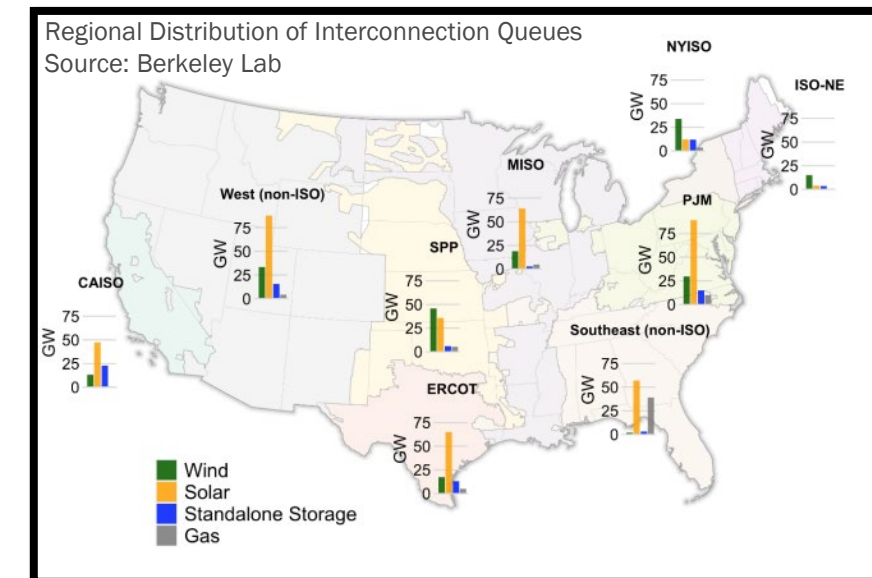 Regional Distribution of Interconnection Queues
Source: Berkeley Lab
NYISO
75
50
25
0
GW
ISO-NE
75
50
25
0
GW
MISO
75
50
25
0
GW
PJM
75
50
25
0
GW
West (non-ISO)
75
50
25
0
GW
SPP
75
50
25
0
GW
CAISO
75
50
25
0
GW
Southeast (non-ISO)
75
50
25
0
GW
ERCOT
75
50
25
0
GW
Wind
Solar
Standalone Storage
Gas